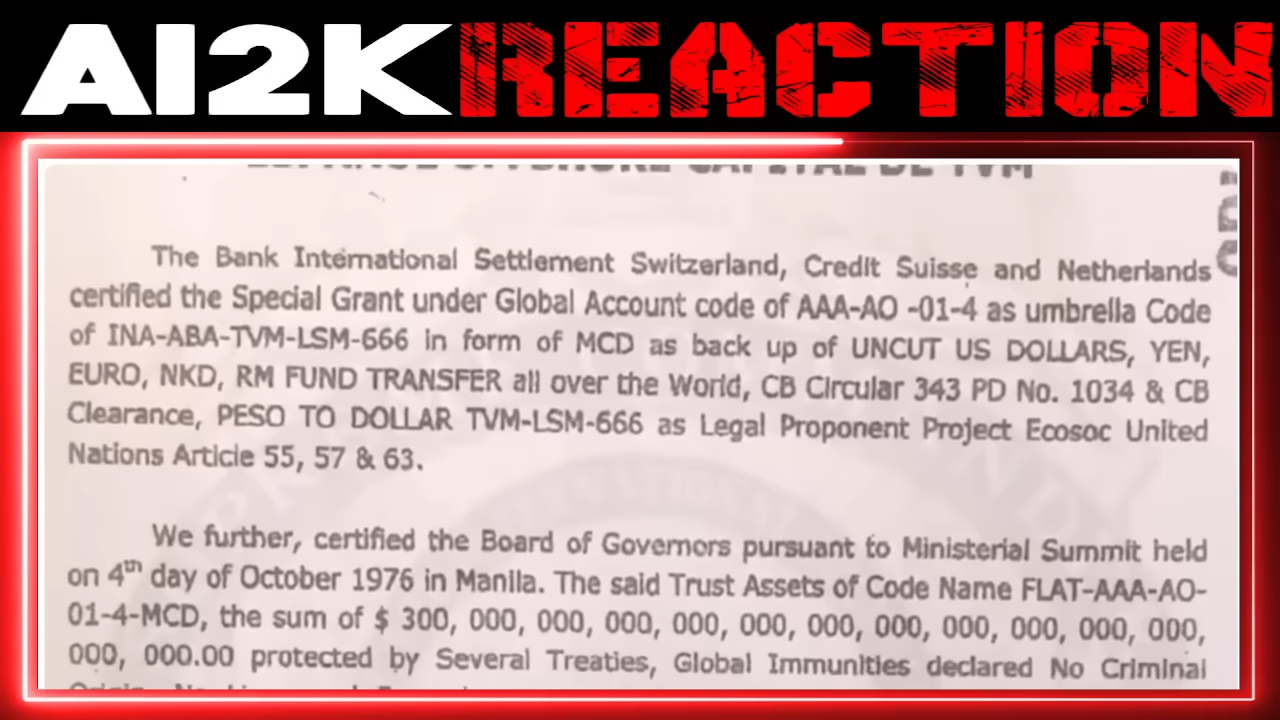 AI2K REACTION
OFFSHORE CAPITAL DE TVM
The Bank International Settlement Switzerland, Credit Suisse and Netherlands
certified the Special Grant under Global Account code of AAA-AO -01-4 as umbrella Code
of INA-ABA-TVM-LSM-666 in form of MCD as back up of UNCUT US DOLLARS, YEN,
EURO, NKD, RM FUND TRANSFER all over the World, CB Circular 343 PD No. 1034 & CB
Clearance, PESO TO DOLLAR TVM-LSM-666 as Legal Proponent Project Ecosoc United
Nations Article 55, 57 & 63.
We further, certified the Board of Governors pursuant to Ministerial Summit held
on 4th day of October 1976 in Manila. The said Trust Assets of Code Name FLAT-AAA-AO-
01-4-MCD, the sum of $ 300, 000, 000, 000, 000, 000, 000, 000, 000, 000, 000, 000,
000, 000.00 protected by Several Treaties, Global Immunities declared No Criminal